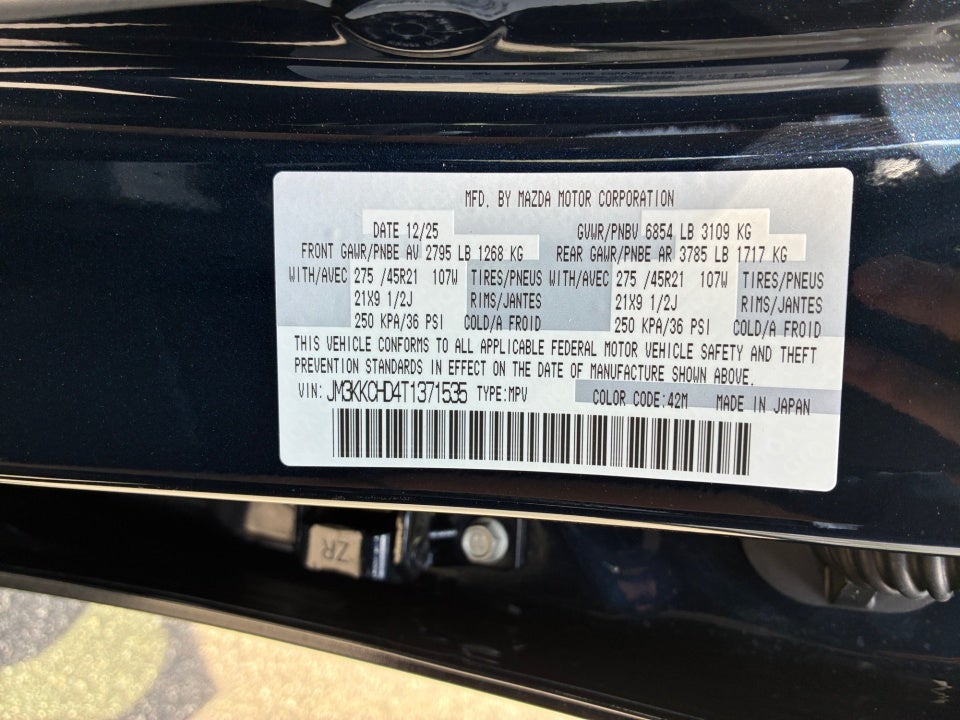 MFD. BY MAZDA MOTOR CORPORATION
DATE 12/25 GVWR/PNBV 6854 LB 3109 KG
FRONT GAWR/PNBE AV 2795 LB 1268 KG REAR GAWR/PNBE AR 3785 LB 1717 KG
WITH/AVEC 275 /45R21 107W TIRES/PNEUS WITH/AVEC 275 /45R21 107W TIRES/PNEUS
21X9 1/2J RIMS/JANTES 21X9 1/2J RIMS/JANTES
250 KPA/36 PSI COLD/A FROID 250 KPA/36 PSI COLD/A FROID
THIS VEHICLE CONFORMS TO ALL APPLICABLE FEDERAL MOTOR VEHICLE SAFETY AND THEFT
PREVENTION STANDARDS IN EFFECT ON THE DATE OF MANUFACTURE SHOWN ABOVE.
VIN: JM3KKCHD4T1371535 TYPE:MPV COLOR CODE:42M MADE IN JAPAN
ZR